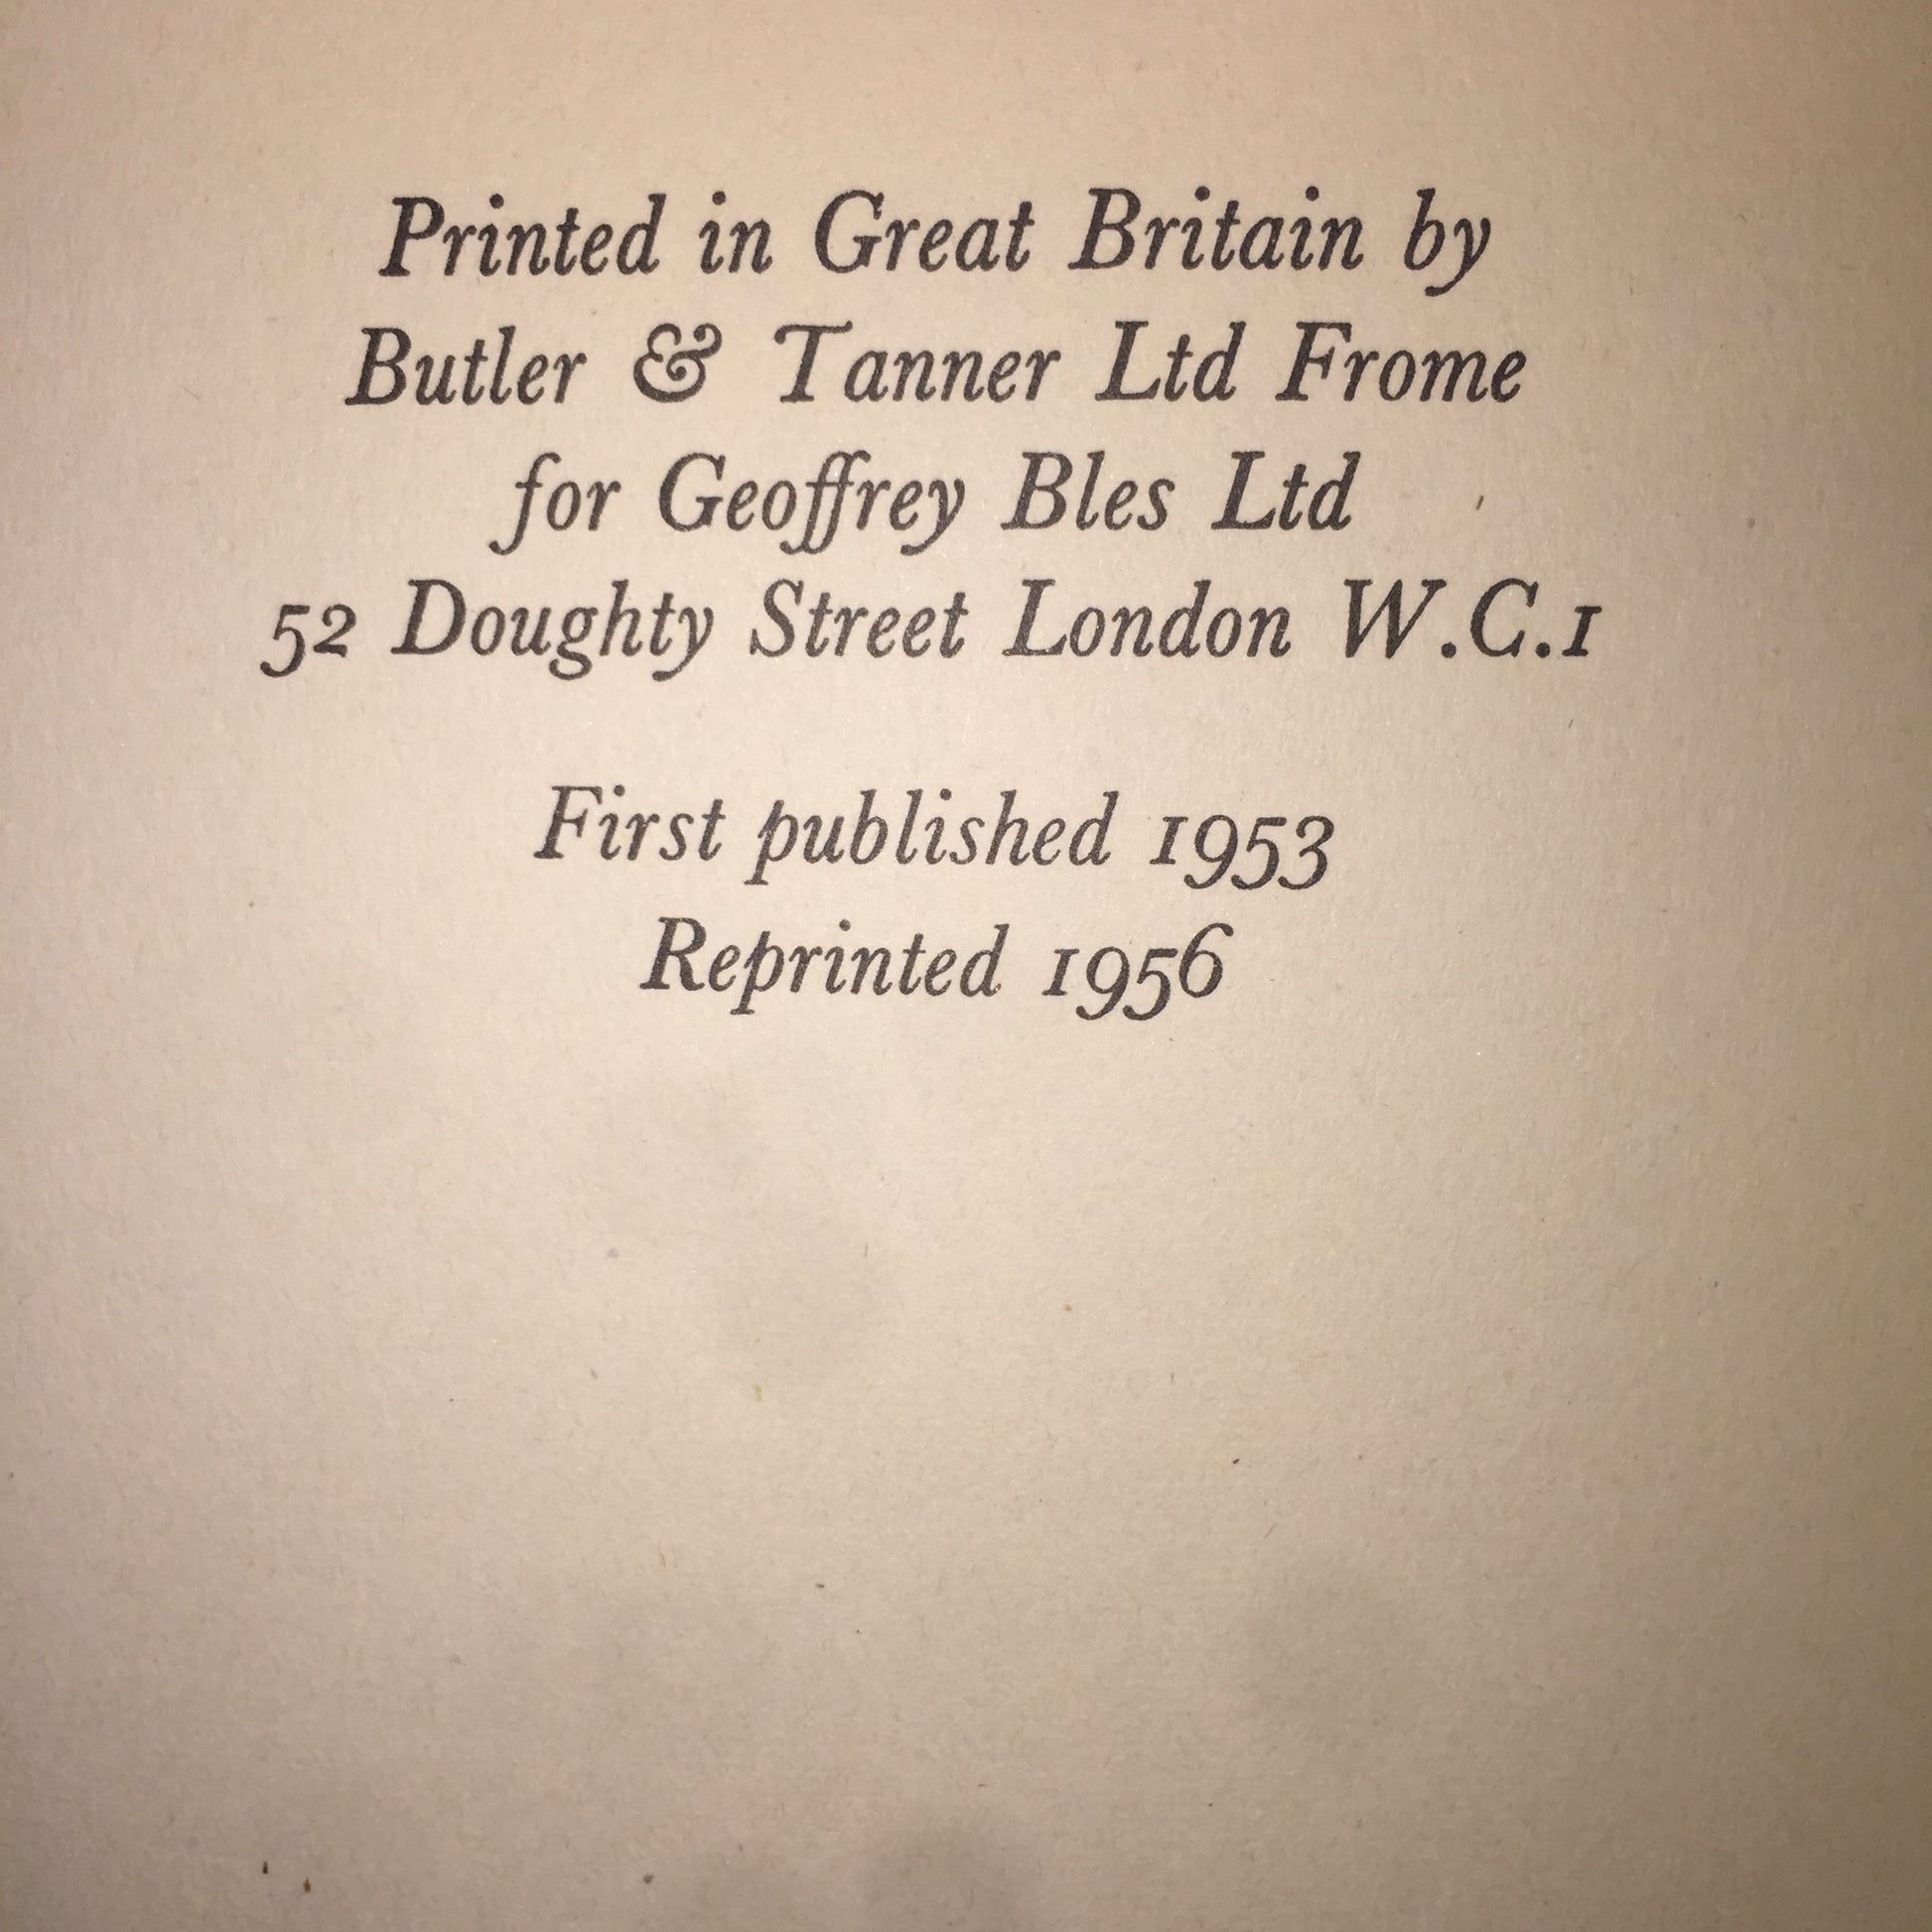 Printed in Great Britain by
Butler & Tanner Ltd Frome
for Geoffrey Bles Ltd
52 Doughty Street London W.C.1
First published 1953
Reprinted 1956